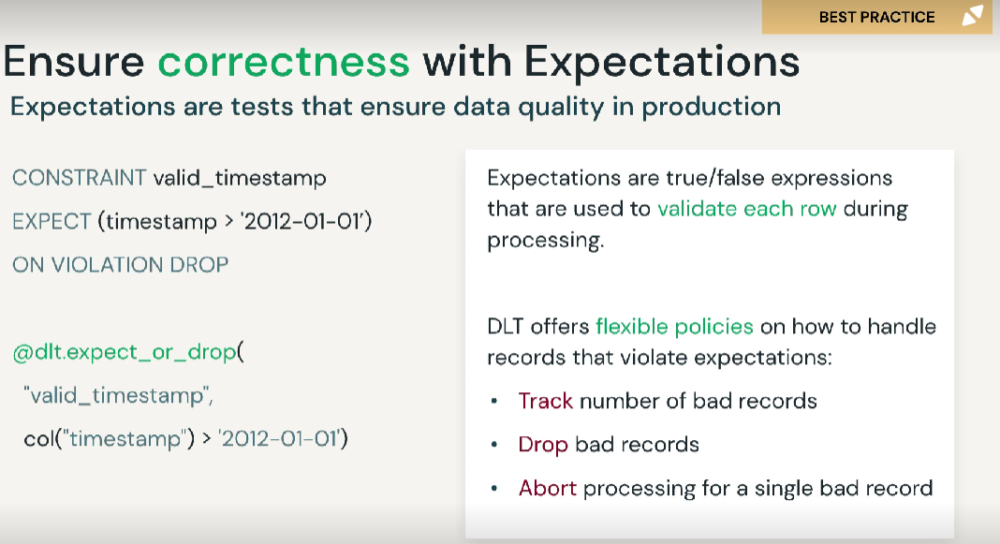 BEST PRACTICE
Ensure correctness with Expectations
Expectations are tests that ensure data quality in production
CONSTRAINT valid_timestamp
EXPECT (timestamp > '2012-01-01')
ON VIOLATION DROP
@dlt.expect_or_drop(
"valid_timestamp",
col("timestamp") > '2012-01-01')
Expectations are true/false expressions
that are used to validate each row during
processing.
DLT offers flexible policies on how to handle
records that violate expectations:
• Track number of bad records
• Drop bad records
• Abort processing for a single bad record